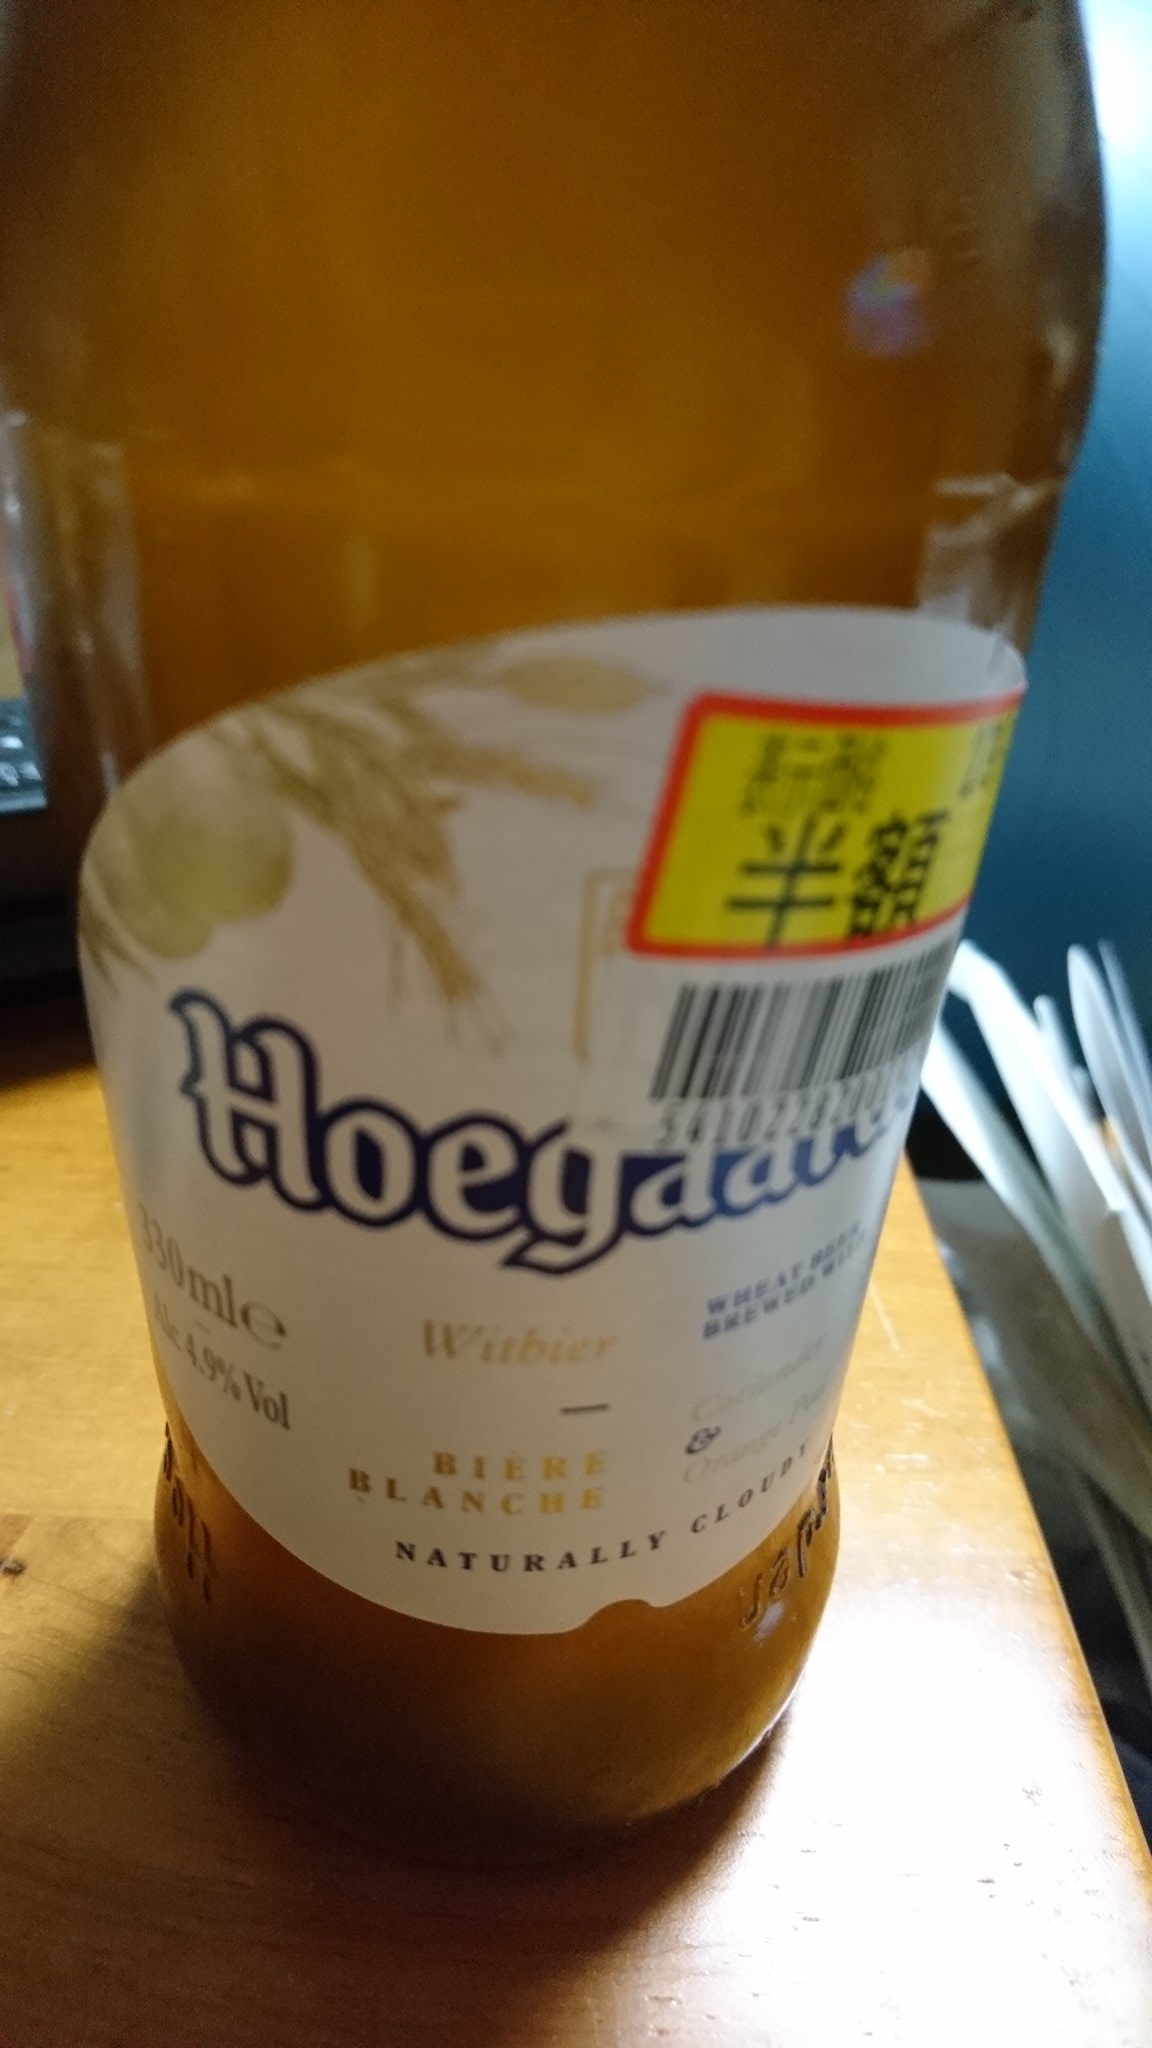 半額
Hoegaar
330ml e
Alc 4.9% Vol
Witbier
BIÈRE
BLANCHE
WHEAT BEER
BREWED WITH
Coriander
&
Orange Peel
NATURALLY CLOUDY